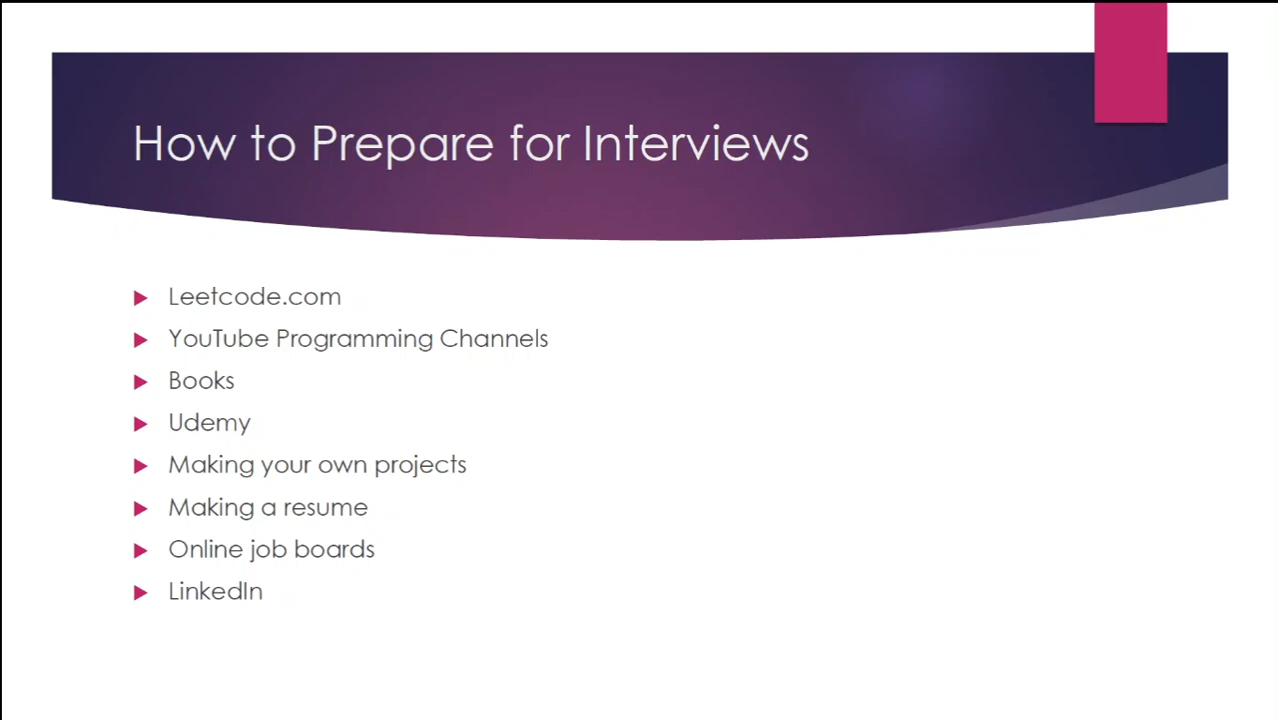 How to Prepare for Interviews
Leetcode.com
YouTube Programming Channels
Books
Udemy
Making your own projects
Making a resume
Online job boards
LinkedIn